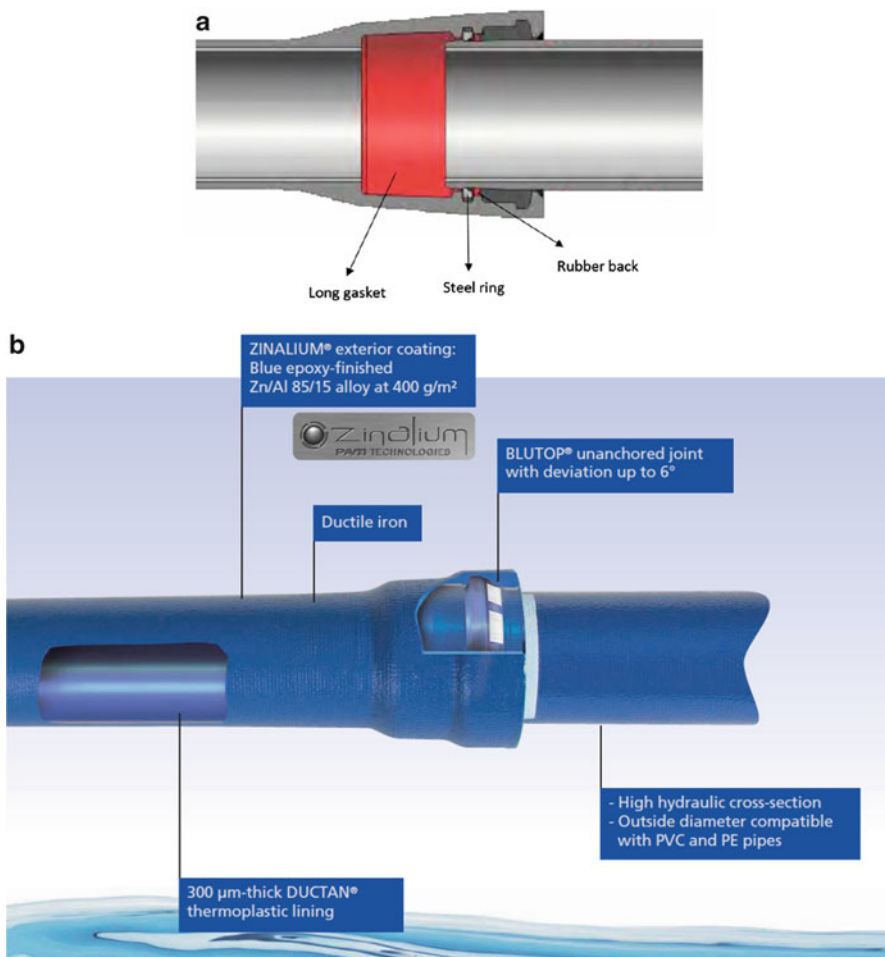 a
Long gasket
Steel ring
Rubber back
b
ZINALIUM® exterior coating:
Blue epoxy-finished
Zn/Al 85/15 alloy at 400 g/m²
Zinalium
PAM TECHNOLOGIES
BLUTOP® unanchored joint
with deviation up to 6°
Ductile iron
- High hydraulic cross-section
- Outside diameter compatible
with PVC and PE pipes
300 µm-thick DUCTAN®
thermoplastic lining